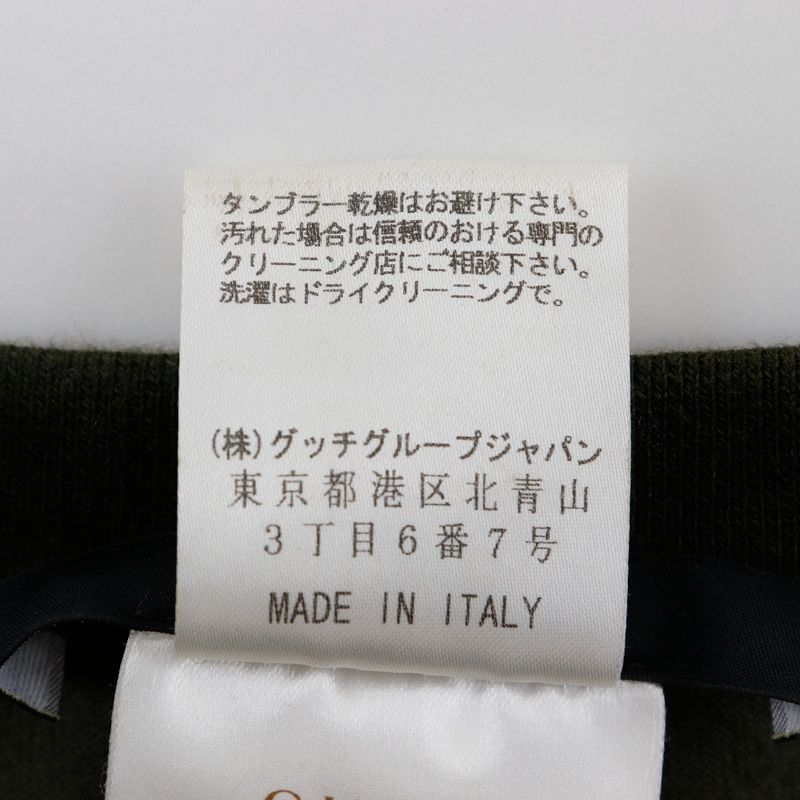 タンブラー乾燥はお避け下さい。
汚れた場合は信頼のおける専門の
クリーニング店にご相談下さい。
洗濯はドライクリーニングで。
(株)グッチグループジャパン
東京都港区北青山
3丁目6番7号
MADE IN ITALY